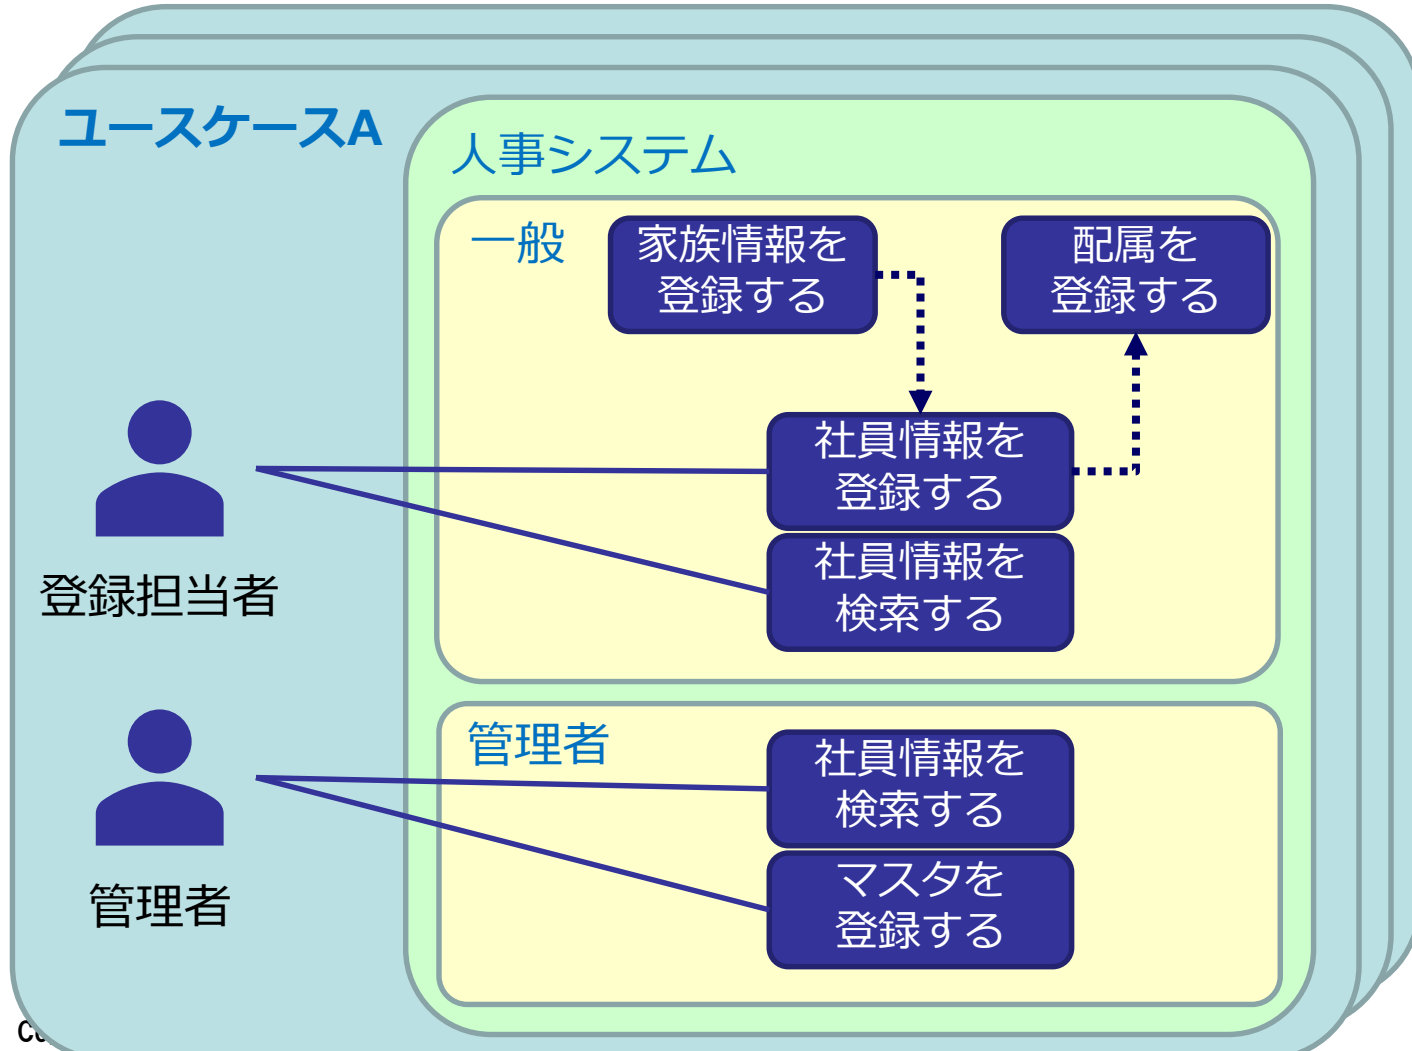 ユースケースA
人事システム
一般
家族情報を
登録する
配属を
登録する
社員情報を
登録する
社員情報を
検索する
登録担当者
管理者
社員情報を
検索する
マスタを
登録する
管理者